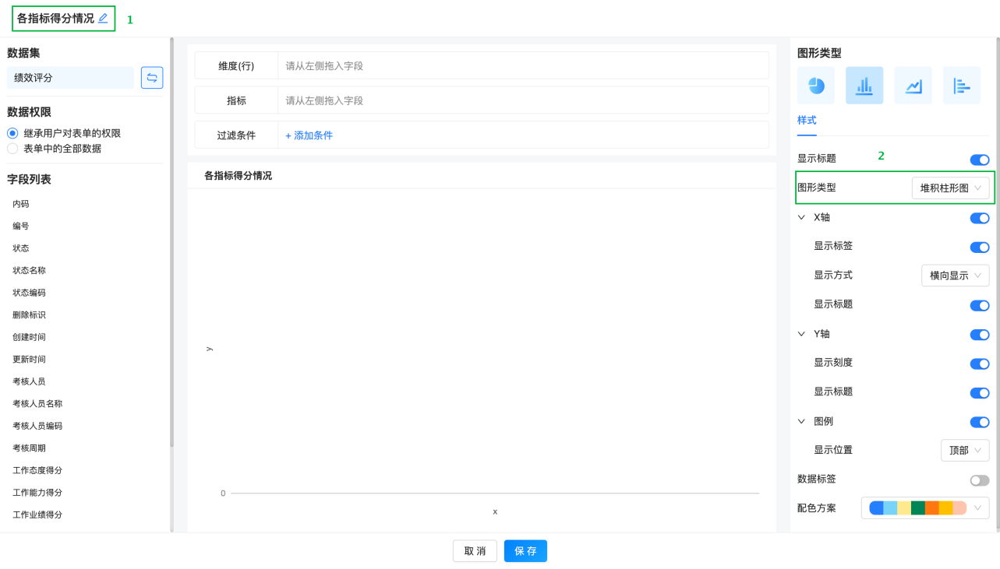 各指标得分情况
1
数据集
绩效评分
数据权限
继承用户对表单的权限
表单中的全部数据
字段列表
内码
编号
状态
状态名称
状态编码
删除标识
创建时间
更新时间
考核人员
考核人员名称
考核人员编码
考核周期
工作态度得分
工作能力得分
工作业绩得分
维度(行) 请从左侧拖入字段
指标 请从左侧拖入字段
过滤条件 + 添加条件
各指标得分情况
y
0
x
图形类型
样式
显示标题
2
图形类型 堆积柱形图
X轴
显示标签
显示方式 横向显示
显示标题
Y轴
显示刻度
显示标题
图例
显示位置 顶部
数据标签
配色方案
取 消 保 存